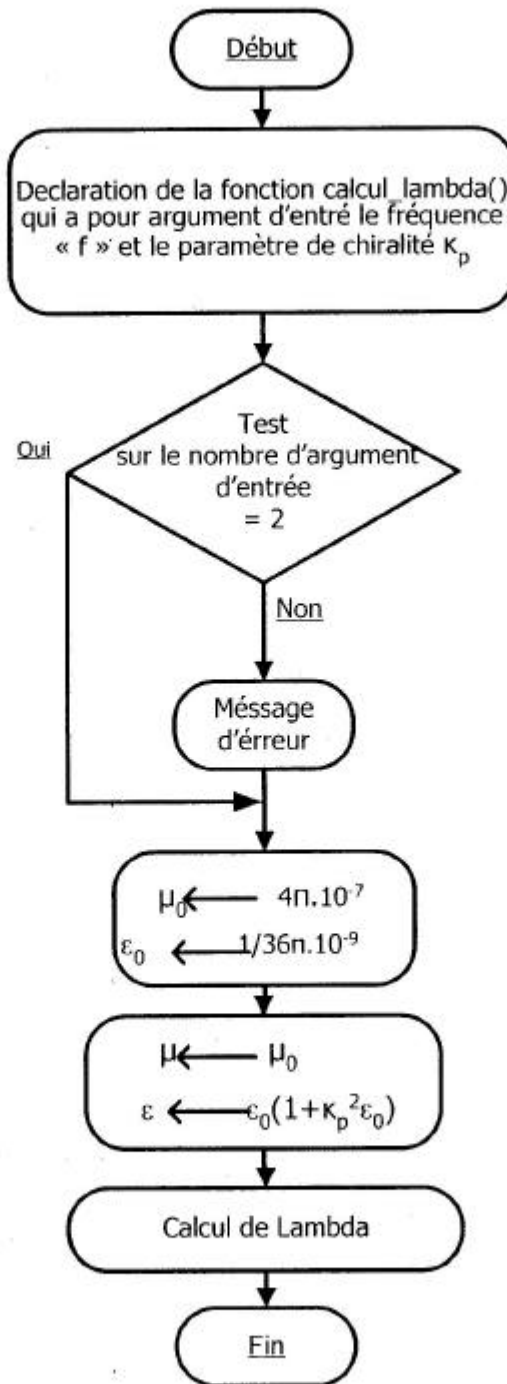 Début
Declaration de la fonction calcul_lambda()
qui a pour argument d'entré le fréquence
« f » et le paramètre de chiralité κp
Test
sur le nombre d'argument
d'entrée
= 2
Oui
Non
Méssage
d'érreur
μ0 ← 4Π.10⁻⁷
ε0 ← 1/36π.10⁻⁹
μ ← μ0
ε ← ε0(1+κp²ε0)
Calcul de Lambda
Fin